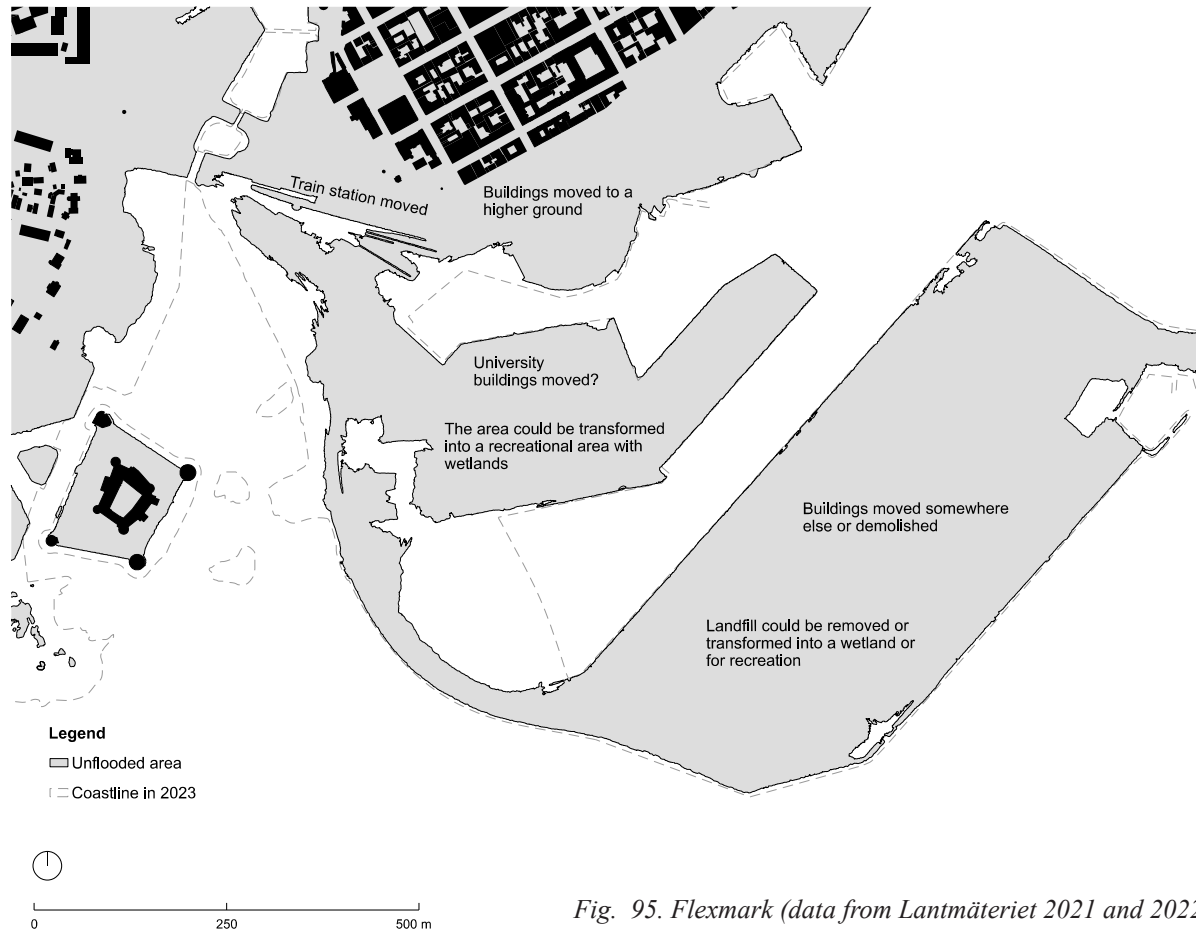 Train station moved
Buildings moved to a
higher ground
University
buildings moved?
The area could be transformed
into a recreational area with
wetlands
Buildings moved somewhere
else or demolished
Landfill could be removed or
transformed into a wetland or
for recreation
Legend
Unflooded area
Coastline in 2023
0 250 500 m
Fig. 95. Flexmark (data from Lantmäteriet 2021 and 2022